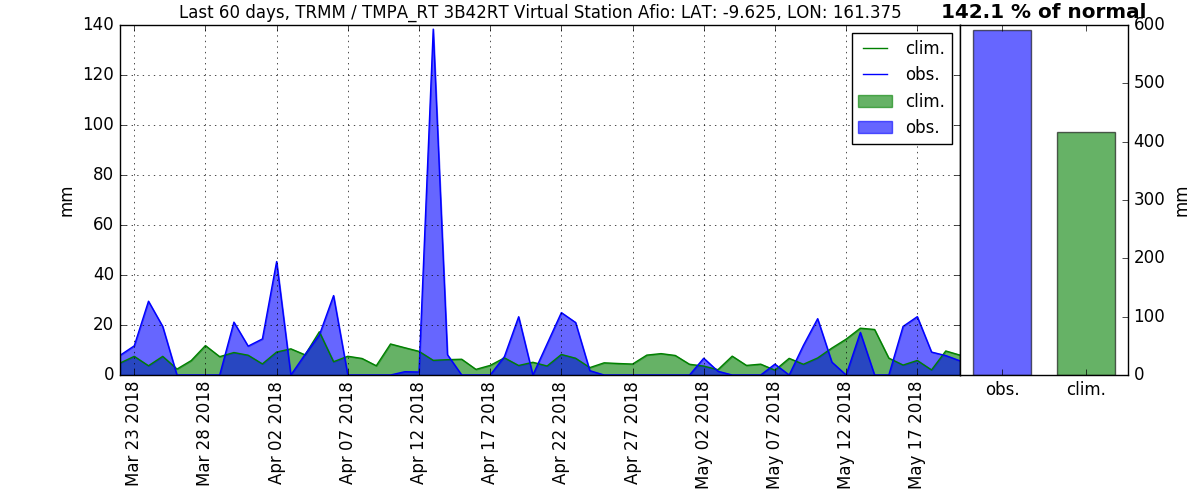 Last 60 days, TRMM / TMPA_RT 3B42RT Virtual Station Afio: LAT: -9.625, LON: 161.375
142.1 % of normal
140
120
100
80
60
40
20
0
mm
clim.
obs.
clim.
obs.
600
500
400
300
200
100
0
mm
Mar 23 2018
Mar 28 2018
Apr 02 2018
Apr 07 2018
Apr 12 2018
Apr 17 2018
Apr 22 2018
Apr 27 2018
May 02 2018
May 07 2018
May 12 2018
May 17 2018
obs.
clim.